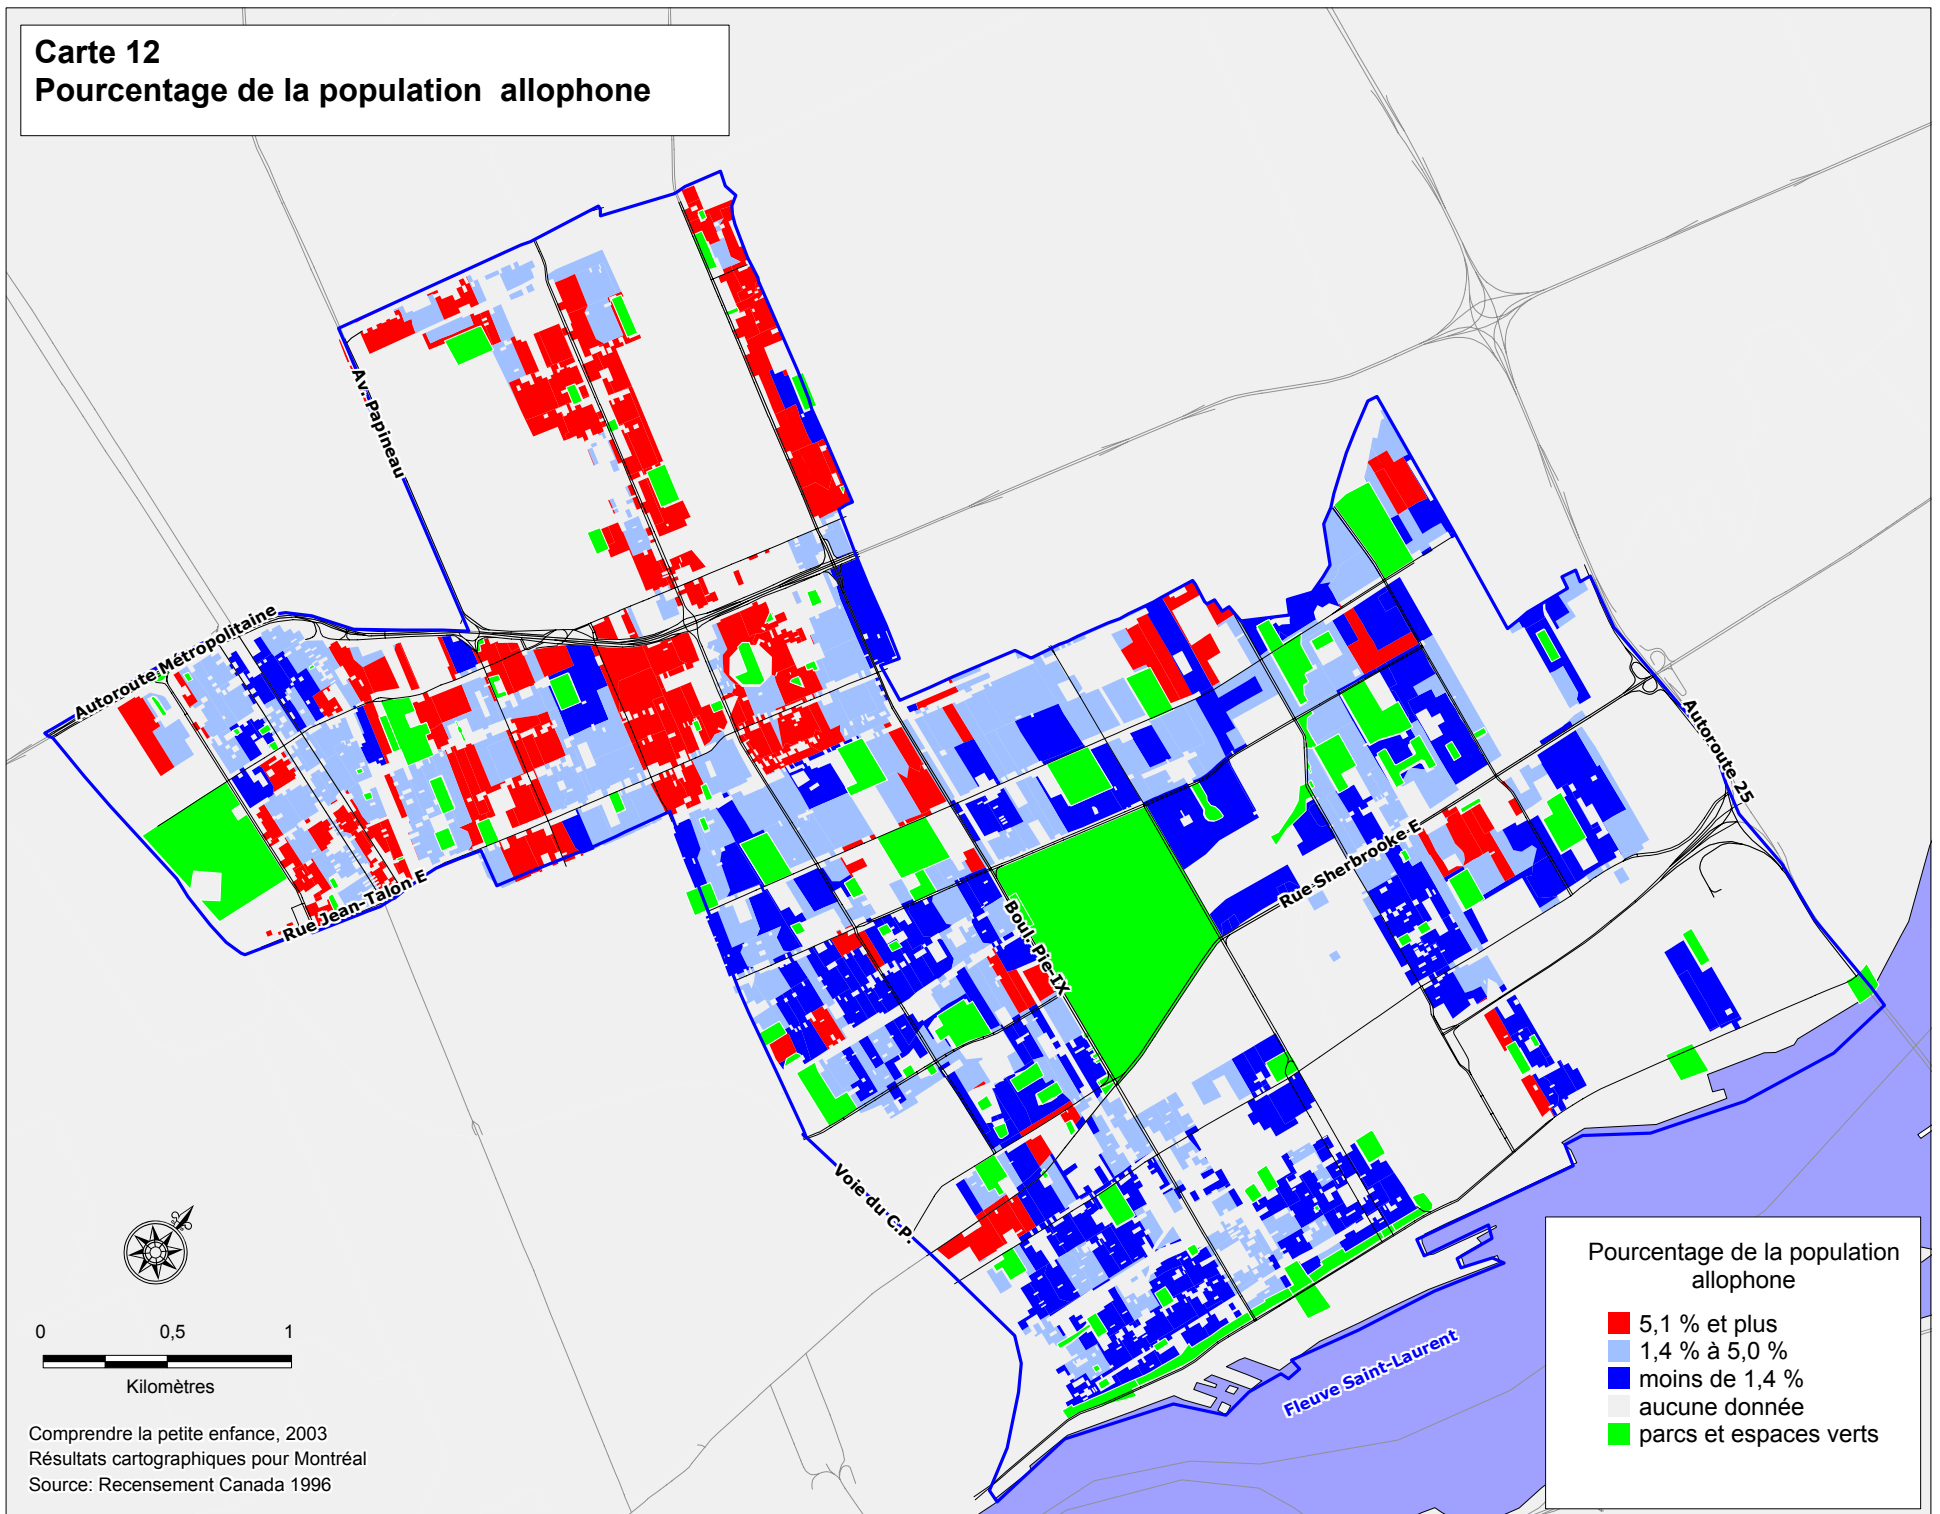 Carte 12
Pourcentage de la population allophone
Av. Papineau
Autoroute Métropolitaine
Rue Jean-Talon E
Autoroute 25
Rue Sherbrooke E
Boul. Pie-IX
Voie du C.P.
Fleuve Saint-Laurent
0 0,5 1
Kilomètres
Comprendre la petite enfance, 2003
Résultats cartographiques pour Montréal
Source: Recensement Canada 1996
Pourcentage de la population
allophone
5,1 % et plus
1,4 % à 5,0 %
moins de 1,4 %
aucune donnée
parcs et espaces verts